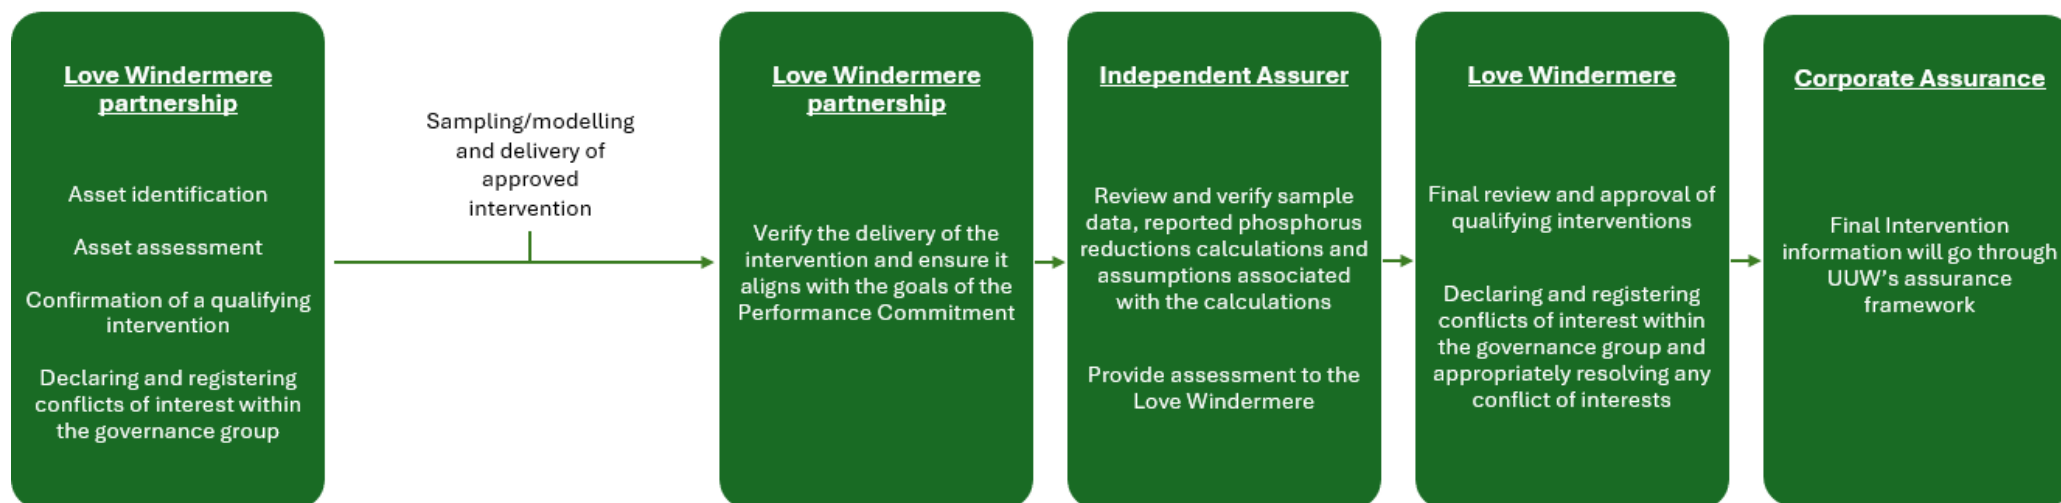 Love Windermere
partnership
Asset identification
Asset assessment
Confirmation of a qualifying
intervention
Declaring and registering
conflicts of interest within
the governance group
Sampling/modelling
and delivery of
approved
intervention
Love Windermere
partnership
Verify the delivery of the
intervention and ensure it
aligns with the goals of the
Performance Commitment
Independent Assurer
Review and verify sample
data, reported phosphorus
reductions calculations and
assumptions associated
with the calculations
Provide assessment to the
Love Windermere
Love Windermere
Final review and approval of
qualifying interventions
Declaring and registering
conflicts of interest within
the governance group and
appropriately resolving any
conflict of interests
Corporate Assurance
Final Intervention
information will go through
UUW's assurance
framework